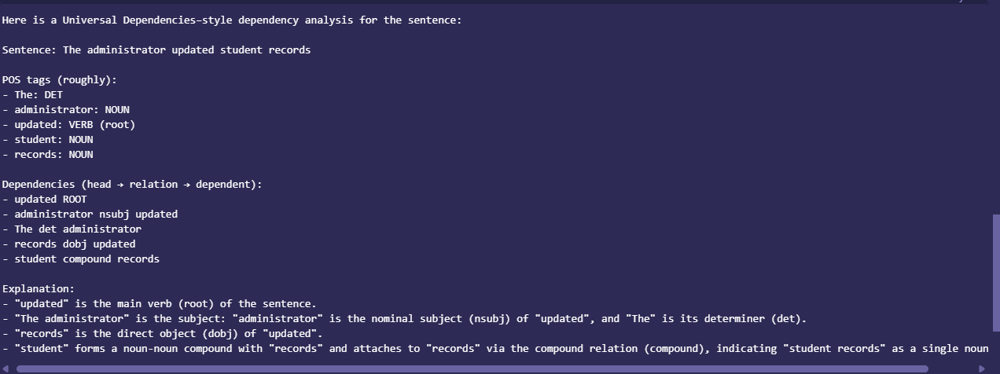 Here is a Universal Dependencies–style dependency analysis for the sentence:
Sentence: The administrator updated student records
POS tags (roughly):
- The: DET
- administrator: NOUN
- updated: VERB (root)
- student: NOUN
- records: NOUN
Dependencies (head → relation → dependent):
- updated ROOT
- administrator nsubj updated
- The det administrator
- records dobj updated
- student compound records
Explanation:
- "updated" is the main verb (root) of the sentence.
- "The administrator" is the subject: "administrator" is the nominal subject (nsubj) of "updated", and "The" is its determiner (det).
- "records" is the direct object (dobj) of "updated".
- "student" forms a noun-noun compound with "records" and attaches to "records" via the compound relation (compound), indicating "student records" as a single noun